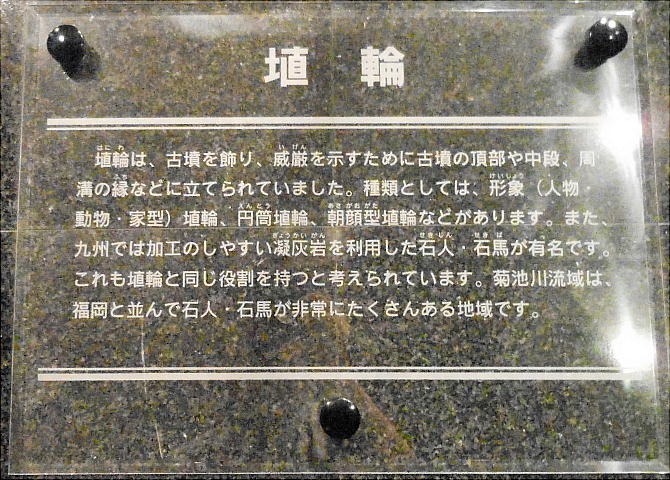 埴輪
埴輪は、古墳を飾り、威厳を示すために古墳の頂部や中段、周
溝の縁などに立てられていました。種類としては、形象（人物・
動物・家型）埴輪、円筒埴輪、朝顔型埴輪などがあります。また、
九州では加工のしやすい凝灰岩を利用した石人・石馬が有名です。
これも埴輪と同じ役割を持つと考えられています。菊池川流域は、
福岡と並んで石人・石馬が非常にたくさんある地域です。